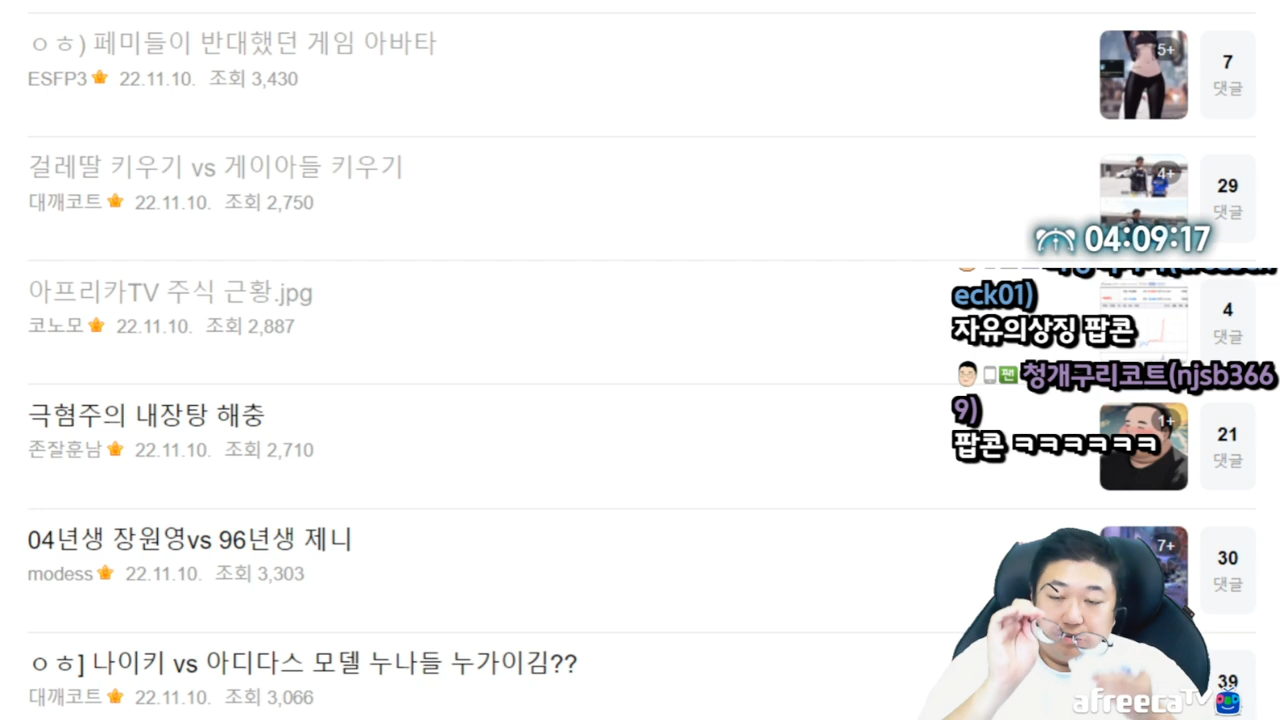 ㅇㅎ) 페미들이 반대했던 게임 아바타
ESFP3 22.11.10. 조회 3,430
5+
7
댓글
걸레딸 키우기 vs 게이아들 키우기
대깨코트 22.11.10. 조회 2,750
4+
29
댓글
04:09:17
아프리카TV 주식 근황.jpg
코노모 22.11.10. 조회 2,887
4
댓글
eck01)
자유의상징 팝콘
팬 청개구리코트(njsb366
9)
팝콘 ㅋㅋㅋㅋㅋㅋ
극혐주의 내장탕 해충
존잘훈남 22.11.10. 조회 2,710
1+
21
댓글
04년생 장원영vs 96년생 제니
modess 22.11.10. 조회 3,303
7+
30
댓글
ㅇㅎ] 나이키 vs 아디다스 모델 누나들 누가이김??
대깨코트 22.11.10. 조회 3,066
39
afreecaTV